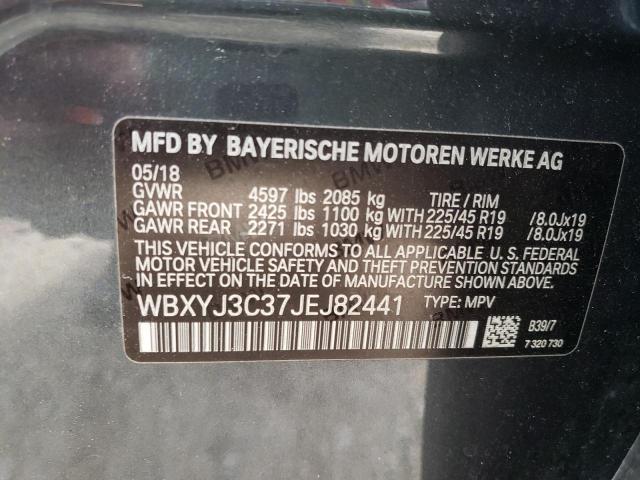 MFD BY BAYERISCHE MOTOREN WERKE AG
05/18
GVWR 4597 lbs 2085 kg TIRE / RIM
GAWR FRONT 2425 lbs 1100 kg WITH 225/45 R19 /8.0Jx19
GAWR REAR 2271 lbs 1030 kg WITH 225/45 R19 /8.0Jx19
THIS VEHICLE CONFORMS TO ALL APPLICABLE U. S. FEDERAL
MOTOR VEHICLE SAFETY AND THEFT PREVENTION
STANDARDS IN EFFECT ON THE DATE OF
MANUFACTURE SHOWN ABOVE.
WBXYJ3C37JEJ82441 TYPE: MPV
B39/7
7 320 730